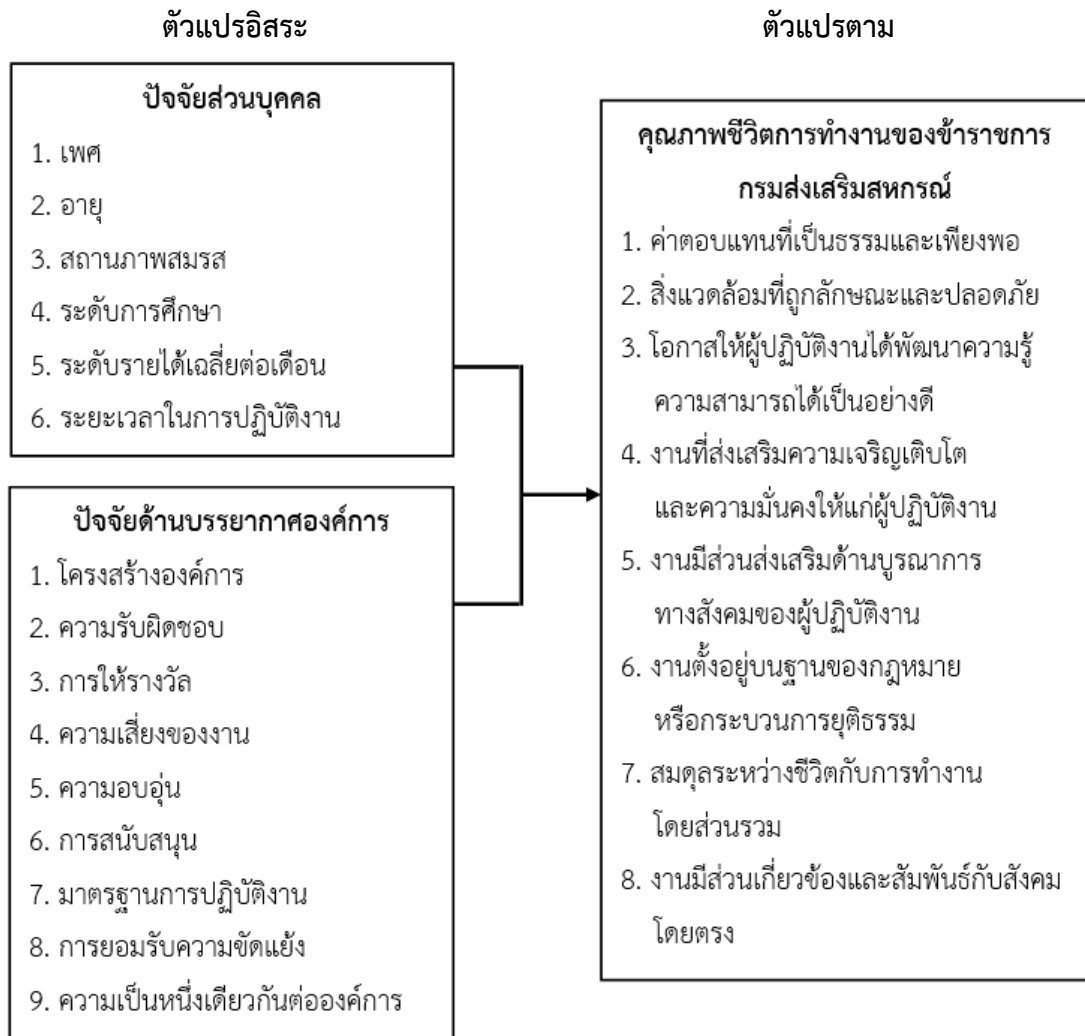 ตัวแปรอิสระ
ปัจจัยส่วนบุคคล
1. เพศ
2. อายุ
3. สถานภาพสมรส
4. ระดับการศึกษา
5. ระดับรายได้เฉลี่ยต่อเดือน
6. ระยะเวลาในการปฏิบัติงาน
ปัจจัยด้านบรรยากาศองค์การ
1. โครงสร้างองค์การ
2. ความรับผิดชอบ
3. การให้รางวัล
4. ความเสี่ยงของงาน
5. ความอบอุ่น
6. การสนับสนุน
7. มาตรฐานการปฏิบัติงาน
8. การยอมรับความขัดแย้ง
9. ความเป็นหนึ่งเดียวกันต่อองค์การ
ตัวแปรตาม
คุณภาพชีวิตการทำงานของข้าราชการ
กรมส่งเสริมสหกรณ์
1. ค่าตอบแทนที่เป็นธรรมและเพียงพอ
2. สิ่งแวดล้อมที่ถูกลักษณะและปลอดภัย
3. โอกาสให้ผู้ปฏิบัติงานได้พัฒนาความรู้
ความสามารถได้เป็นอย่างดี
4. งานที่ส่งเสริมความเจริญเติบโต
และความมั่นคงให้แก่ผู้ปฏิบัติงาน
5. งานมีส่วนส่งเสริมด้านบูรณาการ
ทางสังคมของผู้ปฏิบัติงาน
6. งานตั้งอยู่บนฐานของกฎหมาย
หรือกระบวนการยุติธรรม
7. สมดุลระหว่างชีวิตกับการทำงาน
โดยส่วนรวม
8. งานมีส่วนเกี่ยวข้องและสัมพันธ์กับสังคม
โดยตรง